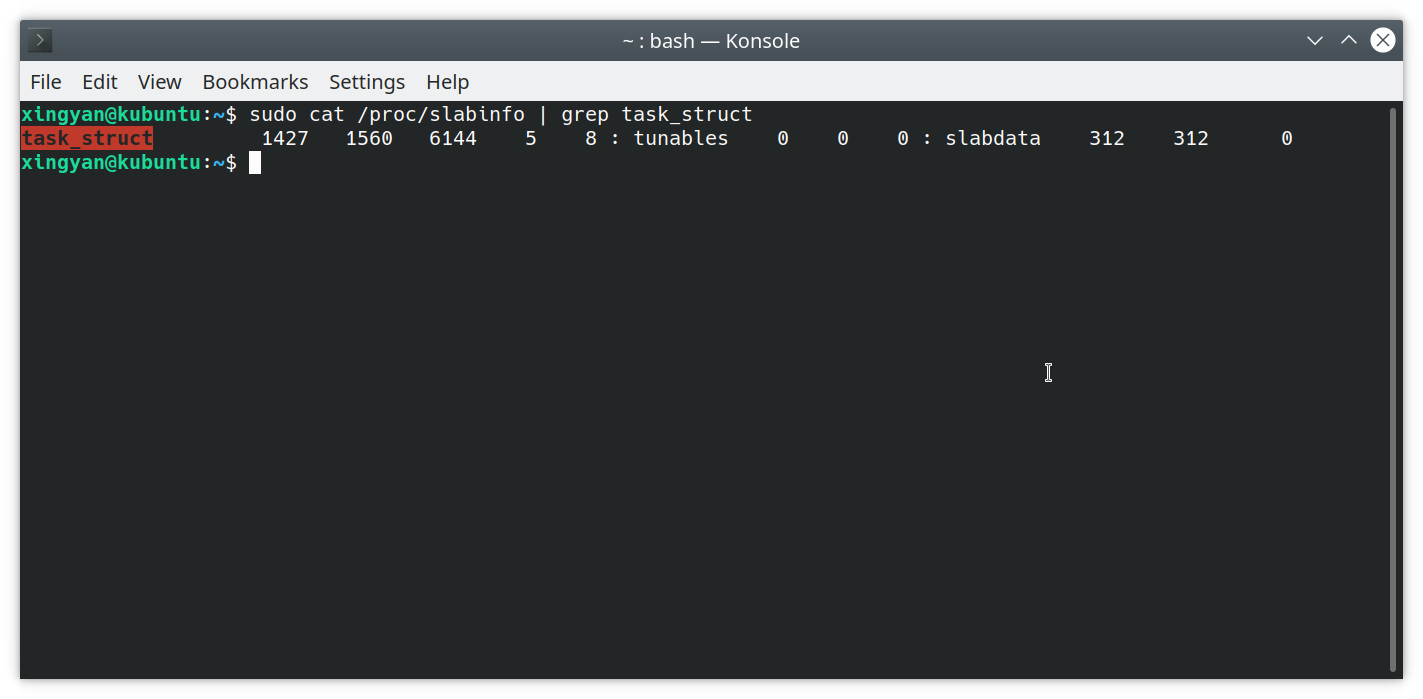 ~ : bash — Konsole
File Edit View Bookmarks Settings Help
xingyan@kubuntu:~$ sudo cat /proc/slabinfo | grep task_struct
task_struct         1427   1560   6144    5    8 : tunables    0    0    0 : slabdata    312    312      0
xingyan@kubuntu:~$